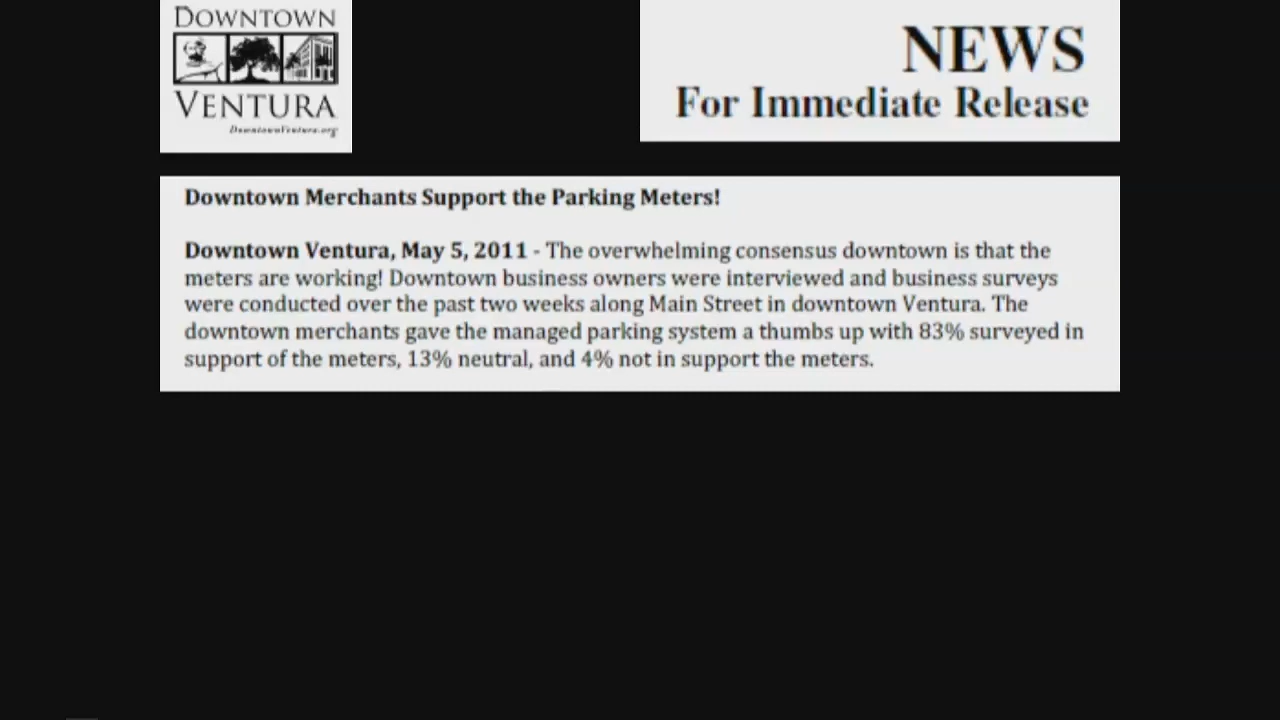 DOWNTOWN
VENTURA
DowntownVentura.org
NEWS
For Immediate Release
Downtown Merchants Support the Parking Meters!
Downtown Ventura, May 5, 2011 - The overwhelming consensus downtown is that the
meters are working! Downtown business owners were interviewed and business surveys
were conducted over the past two weeks along Main Street in downtown Ventura. The
downtown merchants gave the managed parking system a thumbs up with 83% surveyed in
support of the meters, 13% neutral, and 4% not in support the meters.